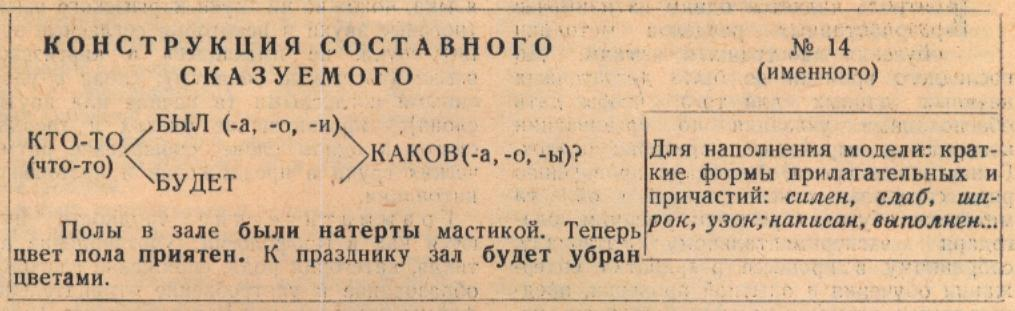 КОНСТРУКЦИЯ СОСТАВНОГО
СКАЗУЕМОГО
№ 14
(именного)
КТО-ТО
(что-то)
БЫЛ (-а, -о, -и)
БУДЕТ
КАКОВ(-а, -о, -ы)?
Для наполнения модели: крат-
кие формы прилагательных и
причастий: силен, слаб, ши-
рок, узок; написан, выполнен...
Полы в зале были натерты мастикой. Теперь
цвет пола приятен. К празднику зал будет убран
цветами.